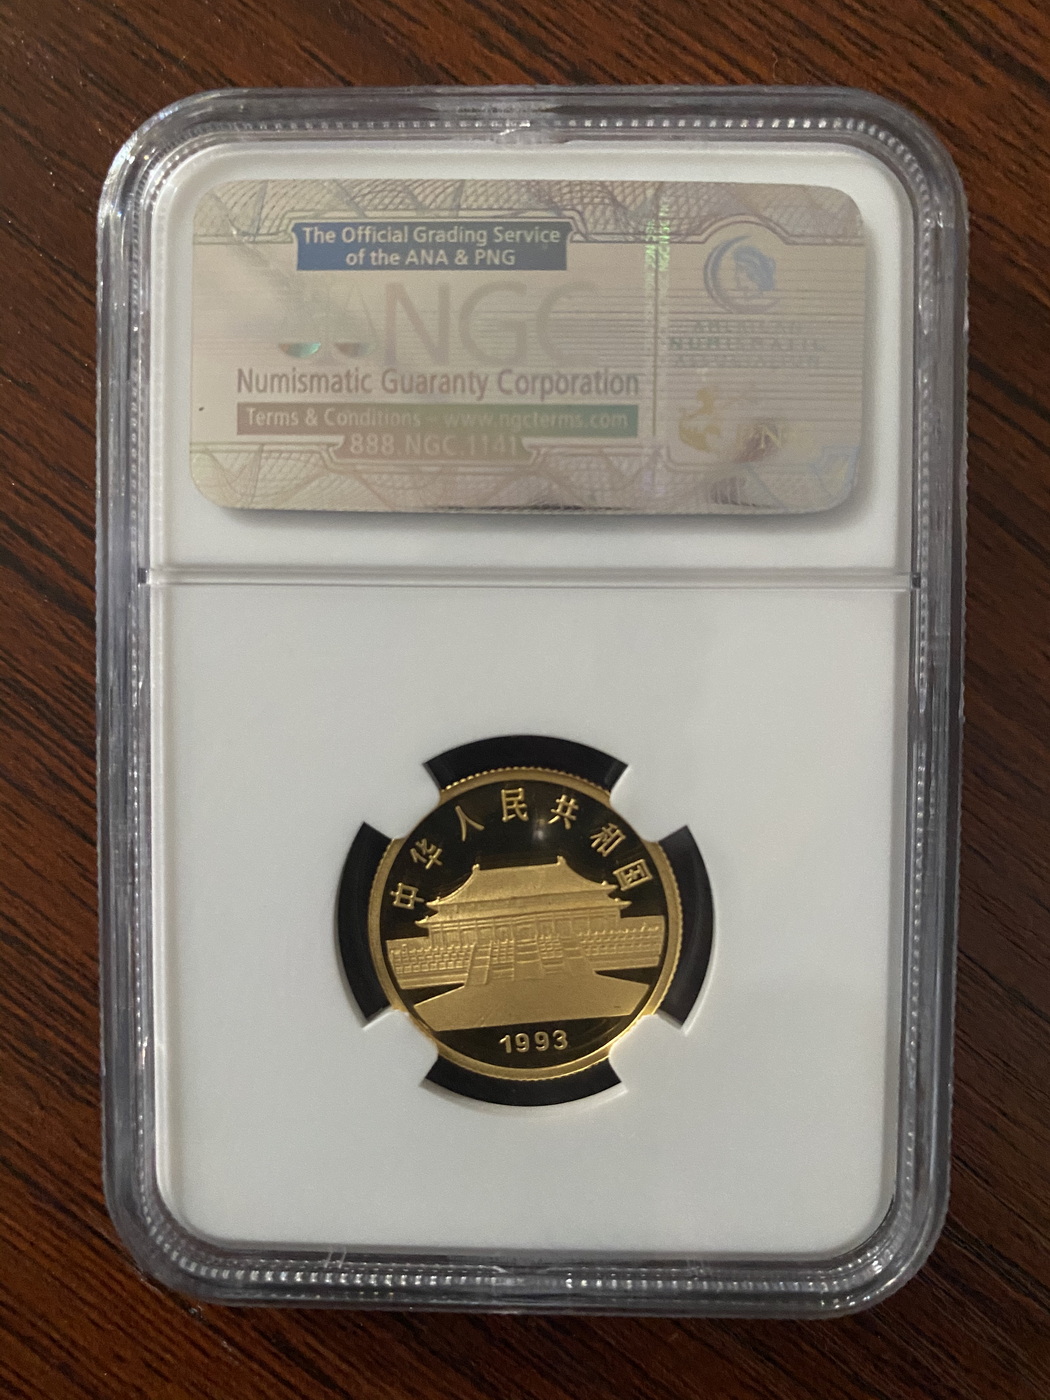 The Official Grading Service
of the ANA & PNG
NGC
Numismatic Guaranty Corporation
Terms & Conditions - www.ngcterms.com
888.NGC.1141
NUMISMATIC
中华人民共和国
1993